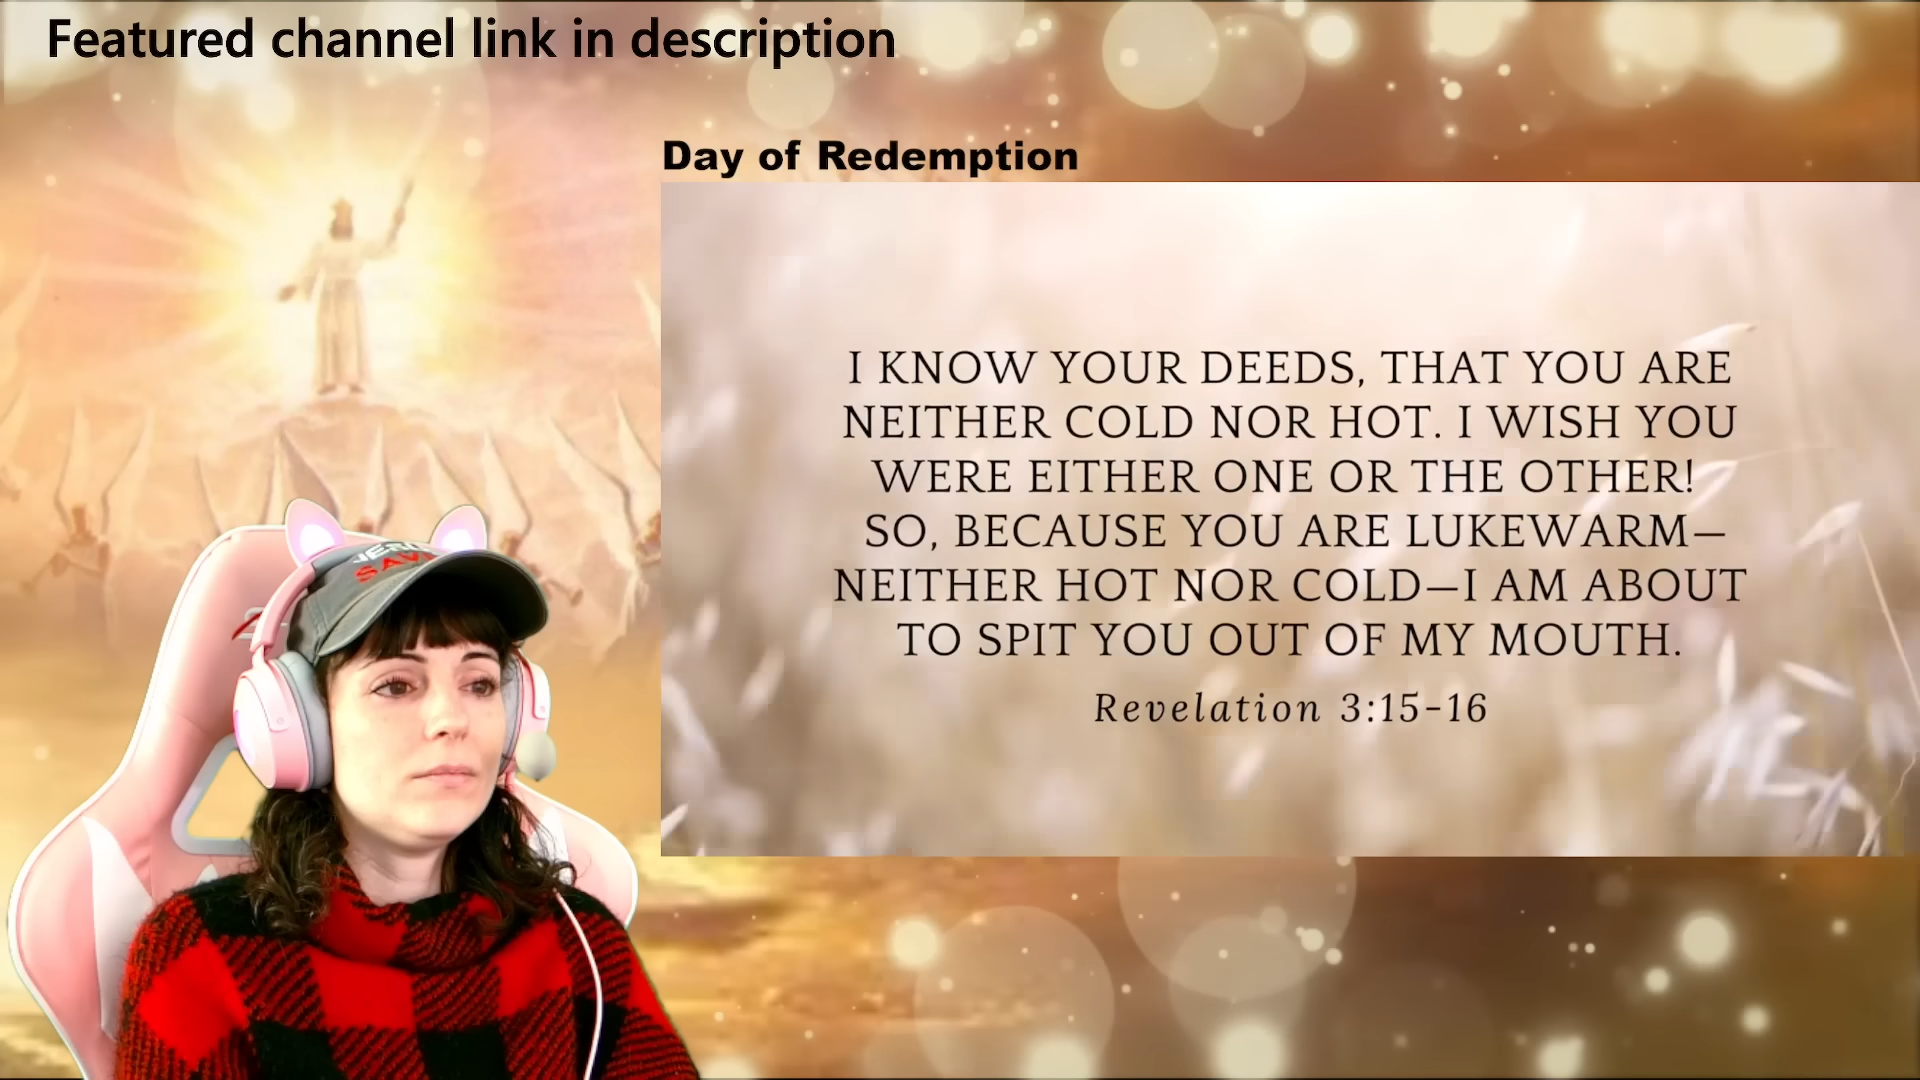 Featured channel link in description
Day of Redemption
I KNOW YOUR DEEDS, THAT YOU ARE
NEITHER COLD NOR HOT. I WISH YOU
WERE EITHER ONE OR THE OTHER!
SO, BECAUSE YOU ARE LUKEWARM—
NEITHER HOT NOR COLD—I AM ABOUT
TO SPIT YOU OUT OF MY MOUTH.
Revelation 3:15-16